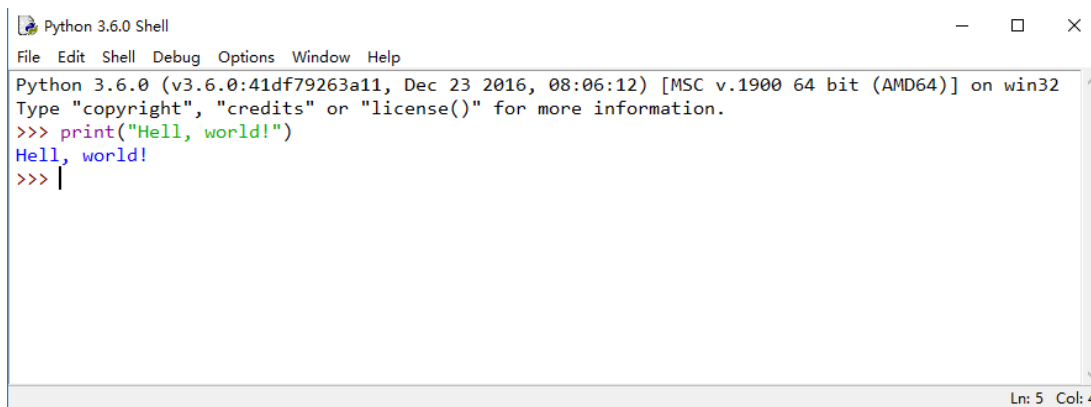 Python 3.6.0 Shell
File Edit Shell Debug Options Window Help
Python 3.6.0 (v3.6.0:41df79263a11, Dec 23 2016, 08:06:12) [MSC v.1900 64 bit (AMD64)] on win32
Type "copyright", "credits" or "license()" for more information.
>>> print("Hell, world!")
Hell, world!
>>>
Ln: 5 Col: 4